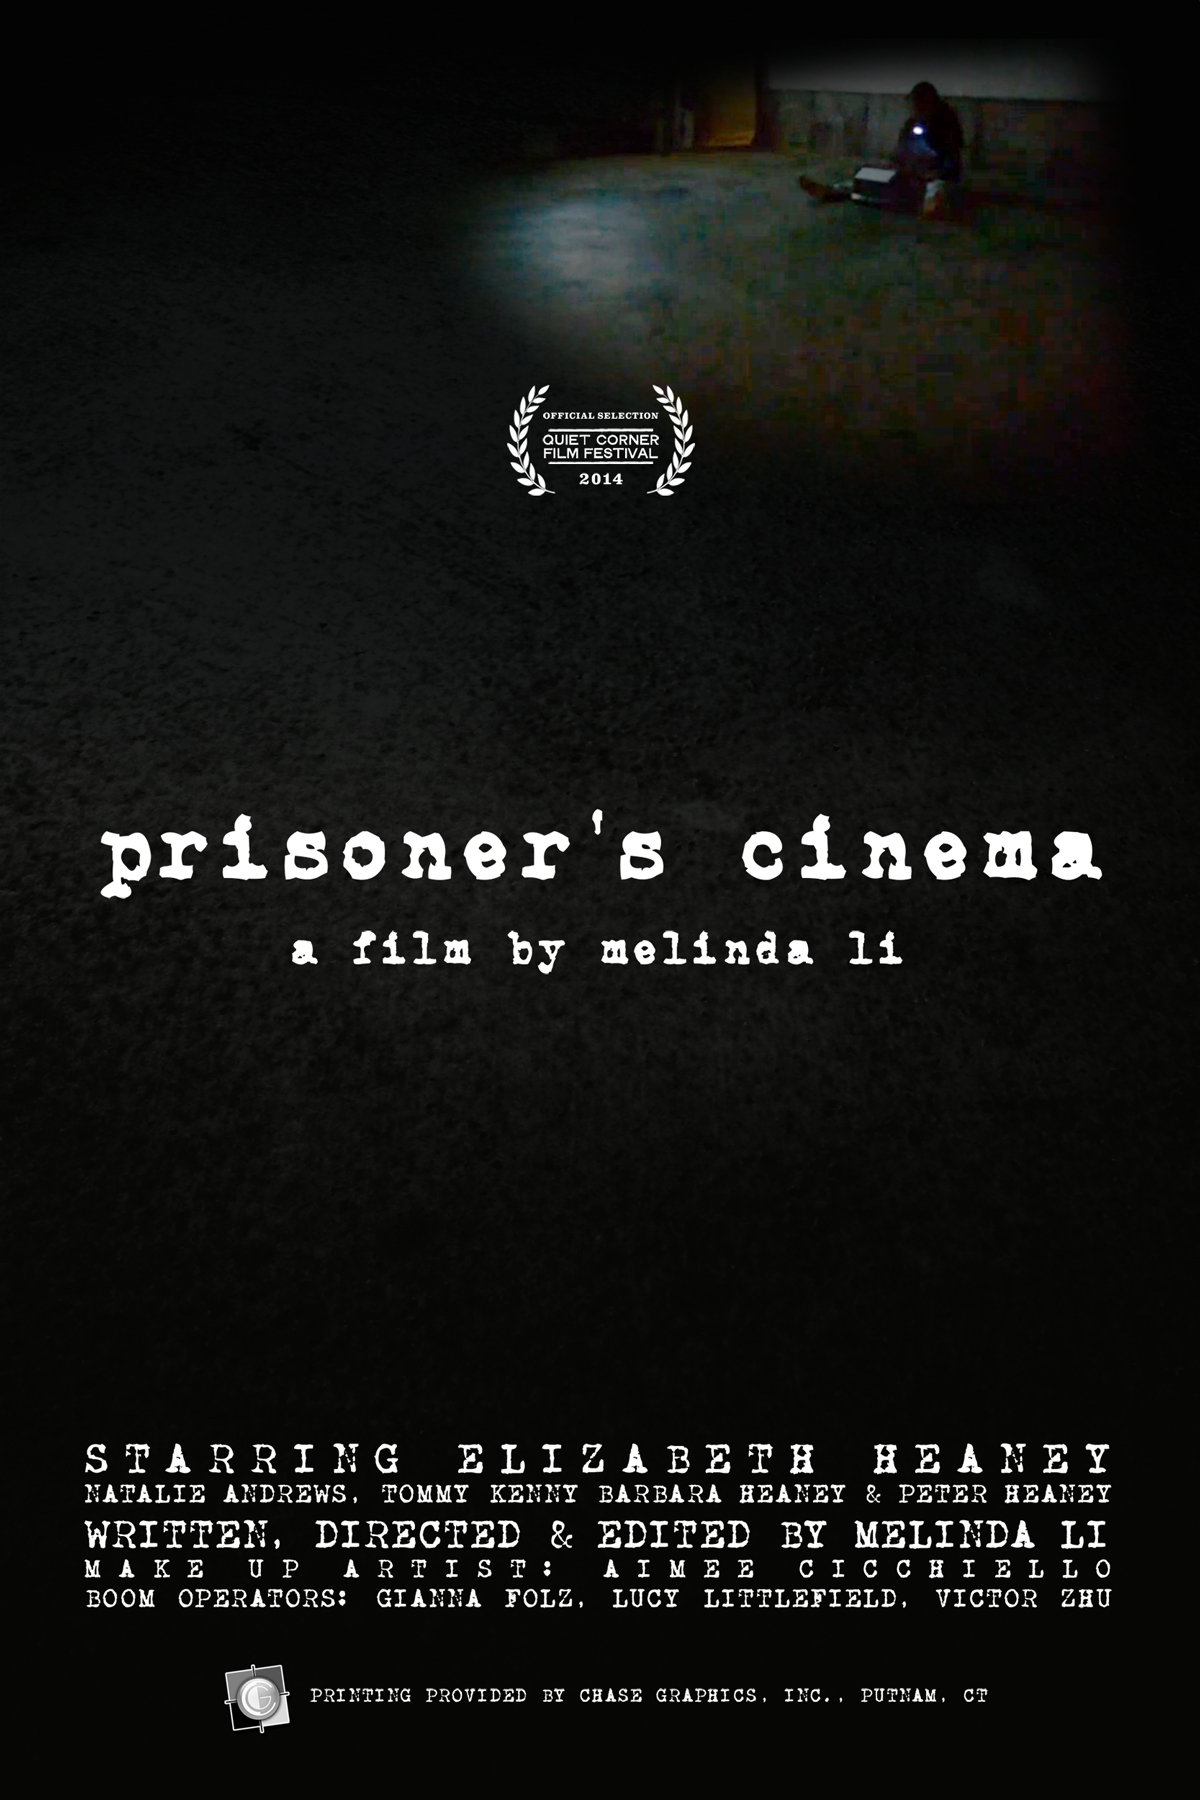 OFFICIAL SELECTION
QUIET CORNER
FILM FESTIVAL
2014
prisoner's cinema
a film by melinda li
STARRING ELIZABETH HEANEY
NATALIE ANDREWS, TOMMY KENNY BARBARA HEANEY & PETER HEANEY
WRITTEN, DIRECTED & EDITED BY MELINDA LI
MAKE UP ARTIST: AIMEE CICCHIELLO
BOOM OPERATORS: GIANNA FOLZ, LUCY LITTLEFIELD, VICTOR ZHU
PRINTING PROVIDED BY CHASE GRAPHICS, INC., PUTNAM, CT